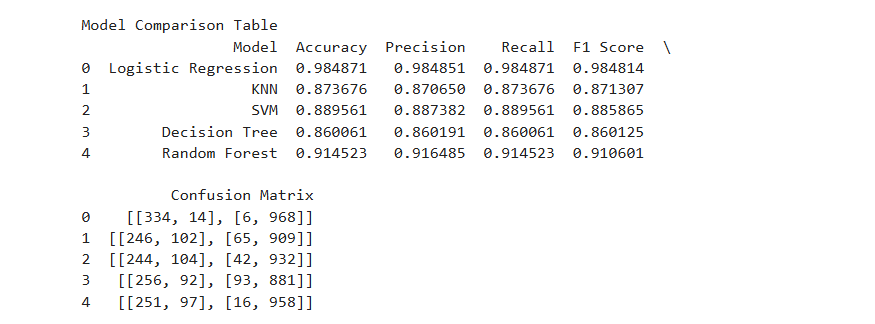 Model Comparison Table
Model Accuracy Precision Recall F1 Score \
0 Logistic Regression 0.984871 0.984851 0.984871 0.984814
1 KNN 0.873676 0.870650 0.873676 0.871307
2 SVM 0.889561 0.887382 0.889561 0.885865
3 Decision Tree 0.860061 0.860191 0.860061 0.860125
4 Random Forest 0.914523 0.916485 0.914523 0.910601
Confusion Matrix
0 [[334, 14], [6, 968]]
1 [[246, 102], [65, 909]]
2 [[244, 104], [42, 932]]
3 [[256, 92], [93, 881]]
4 [[251, 97], [16, 958]]